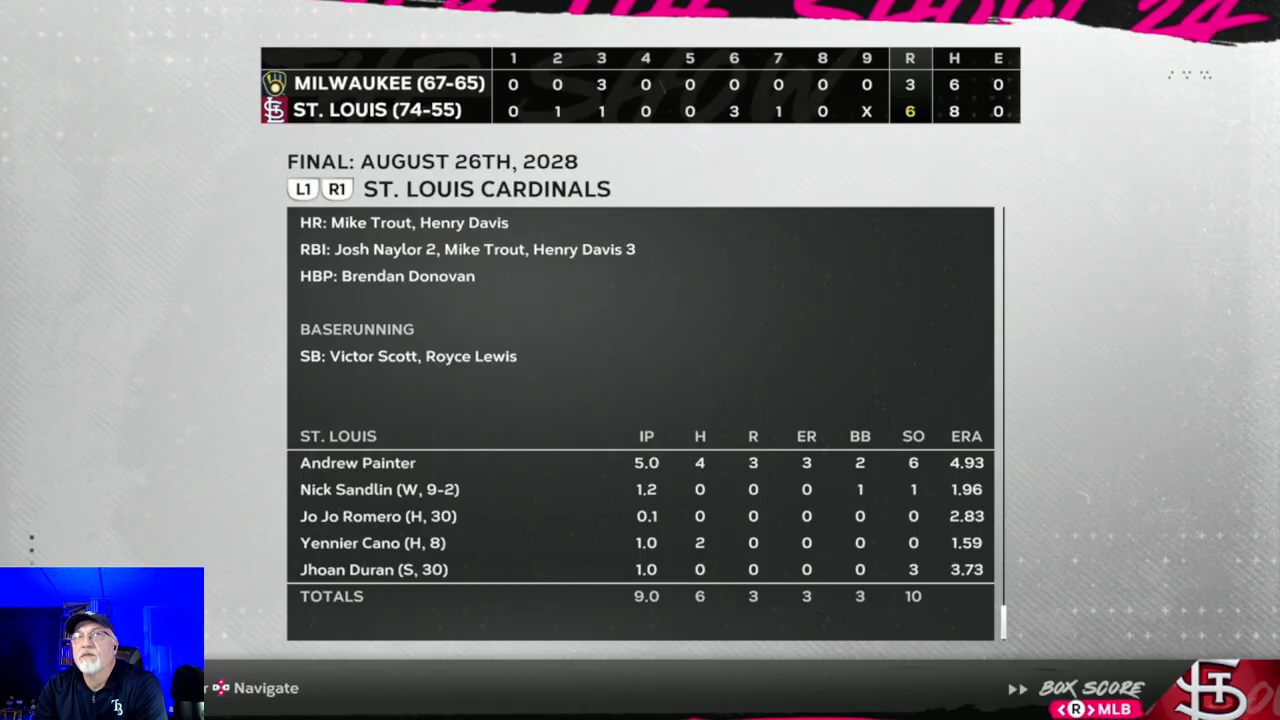 THE SHOW 24
1 2 3 4 5 6 7 8 9 R H E
MILWAUKEE (67-65) 0 0 3 0 0 0 0 0 0 3 6 0
ST. LOUIS (74-55) 0 1 1 0 0 3 1 0 X 6 8 0
FINAL: AUGUST 26TH, 2028
L1 R1 ST. LOUIS CARDINALS
HR: Mike Trout, Henry Davis
RBI: Josh Naylor 2, Mike Trout, Henry Davis 3
HBP: Brendan Donovan
BASERUNNING
SB: Victor Scott, Royce Lewis
ST. LOUIS IP H R ER BB SO ERA
Andrew Painter 5.0 4 3 3 2 6 4.93
Nick Sandlin (W, 9-2) 1.2 0 0 0 1 1 1.96
Jo Jo Romero (H, 30) 0.1 0 0 0 0 0 2.83
Yennier Cano (H, 8) 1.0 2 0 0 0 0 1.59
Jhoan Duran (S, 30) 1.0 0 0 0 0 3 3.73
TOTALS 9.0 6 3 3 3 10
Navigate
BOX SCORE
R MLB